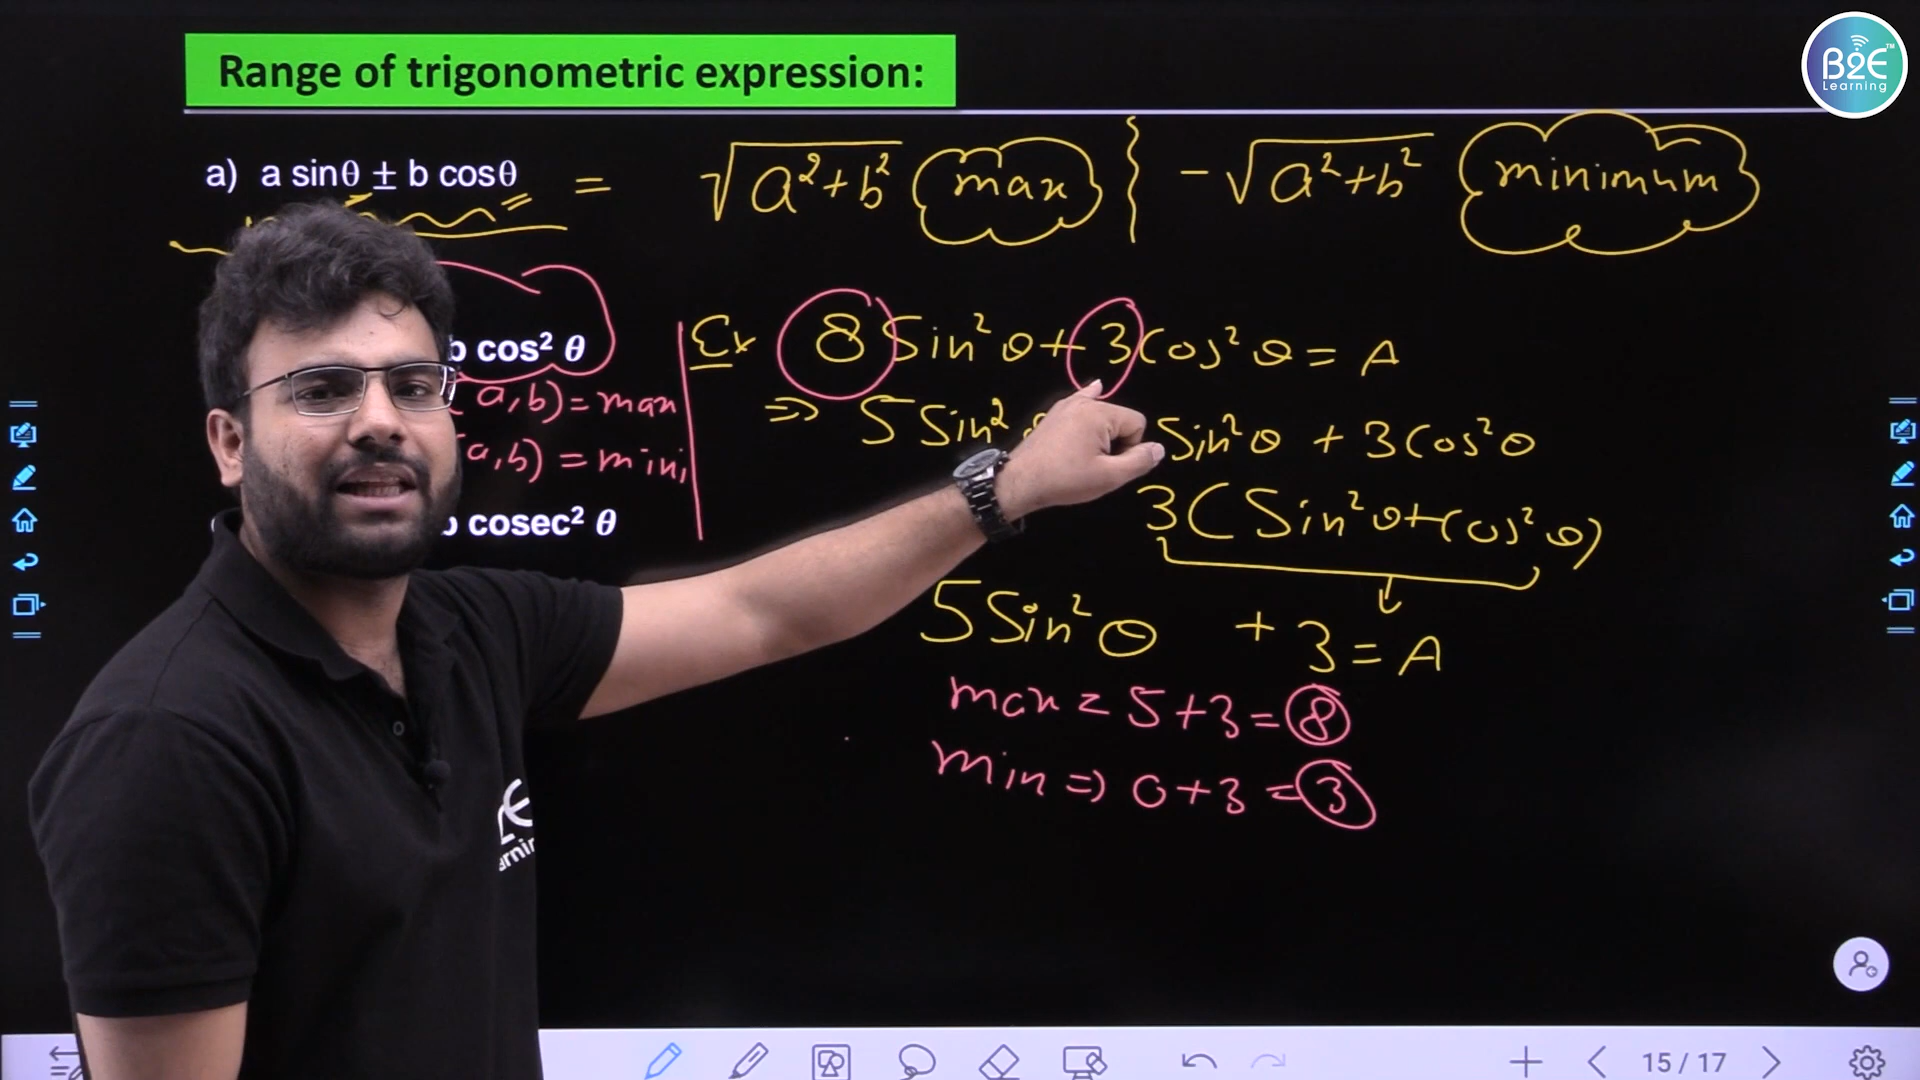 Range of trigonometric expression:
B2E™
Learning
a) a sinθ ± b cosθ = √a²+b² max } -√a²+b² minimum
b cos² θ
a,b) = max
a,b) = mini,
b cosec² θ
Ex 8 Sin²θ + 3 Cos²θ = A
⇒ 5 Sin² Sin²θ + 3 Cos²θ
3 (Sin²θ + Cos²θ)
5 Sin²θ + 3 = A
max = 5+3 = 8
min ⇒ 0+3 = 3
15 / 17